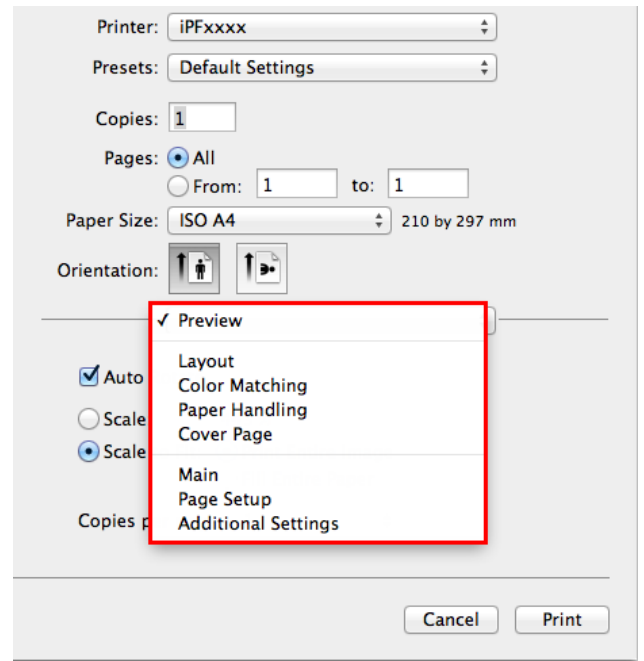 Printer: iPFxxxx
Presets: Default Settings
Copies: 1
Pages: All
From: 1 to: 1
Paper Size: ISO A4 210 by 297 mm
Orientation:
✓ Preview
Layout
Auto
Color Matching
Paper Handling
Scale
Cover Page
Scale
Main
Page Setup
Copies p
Additional Settings
Cancel Print